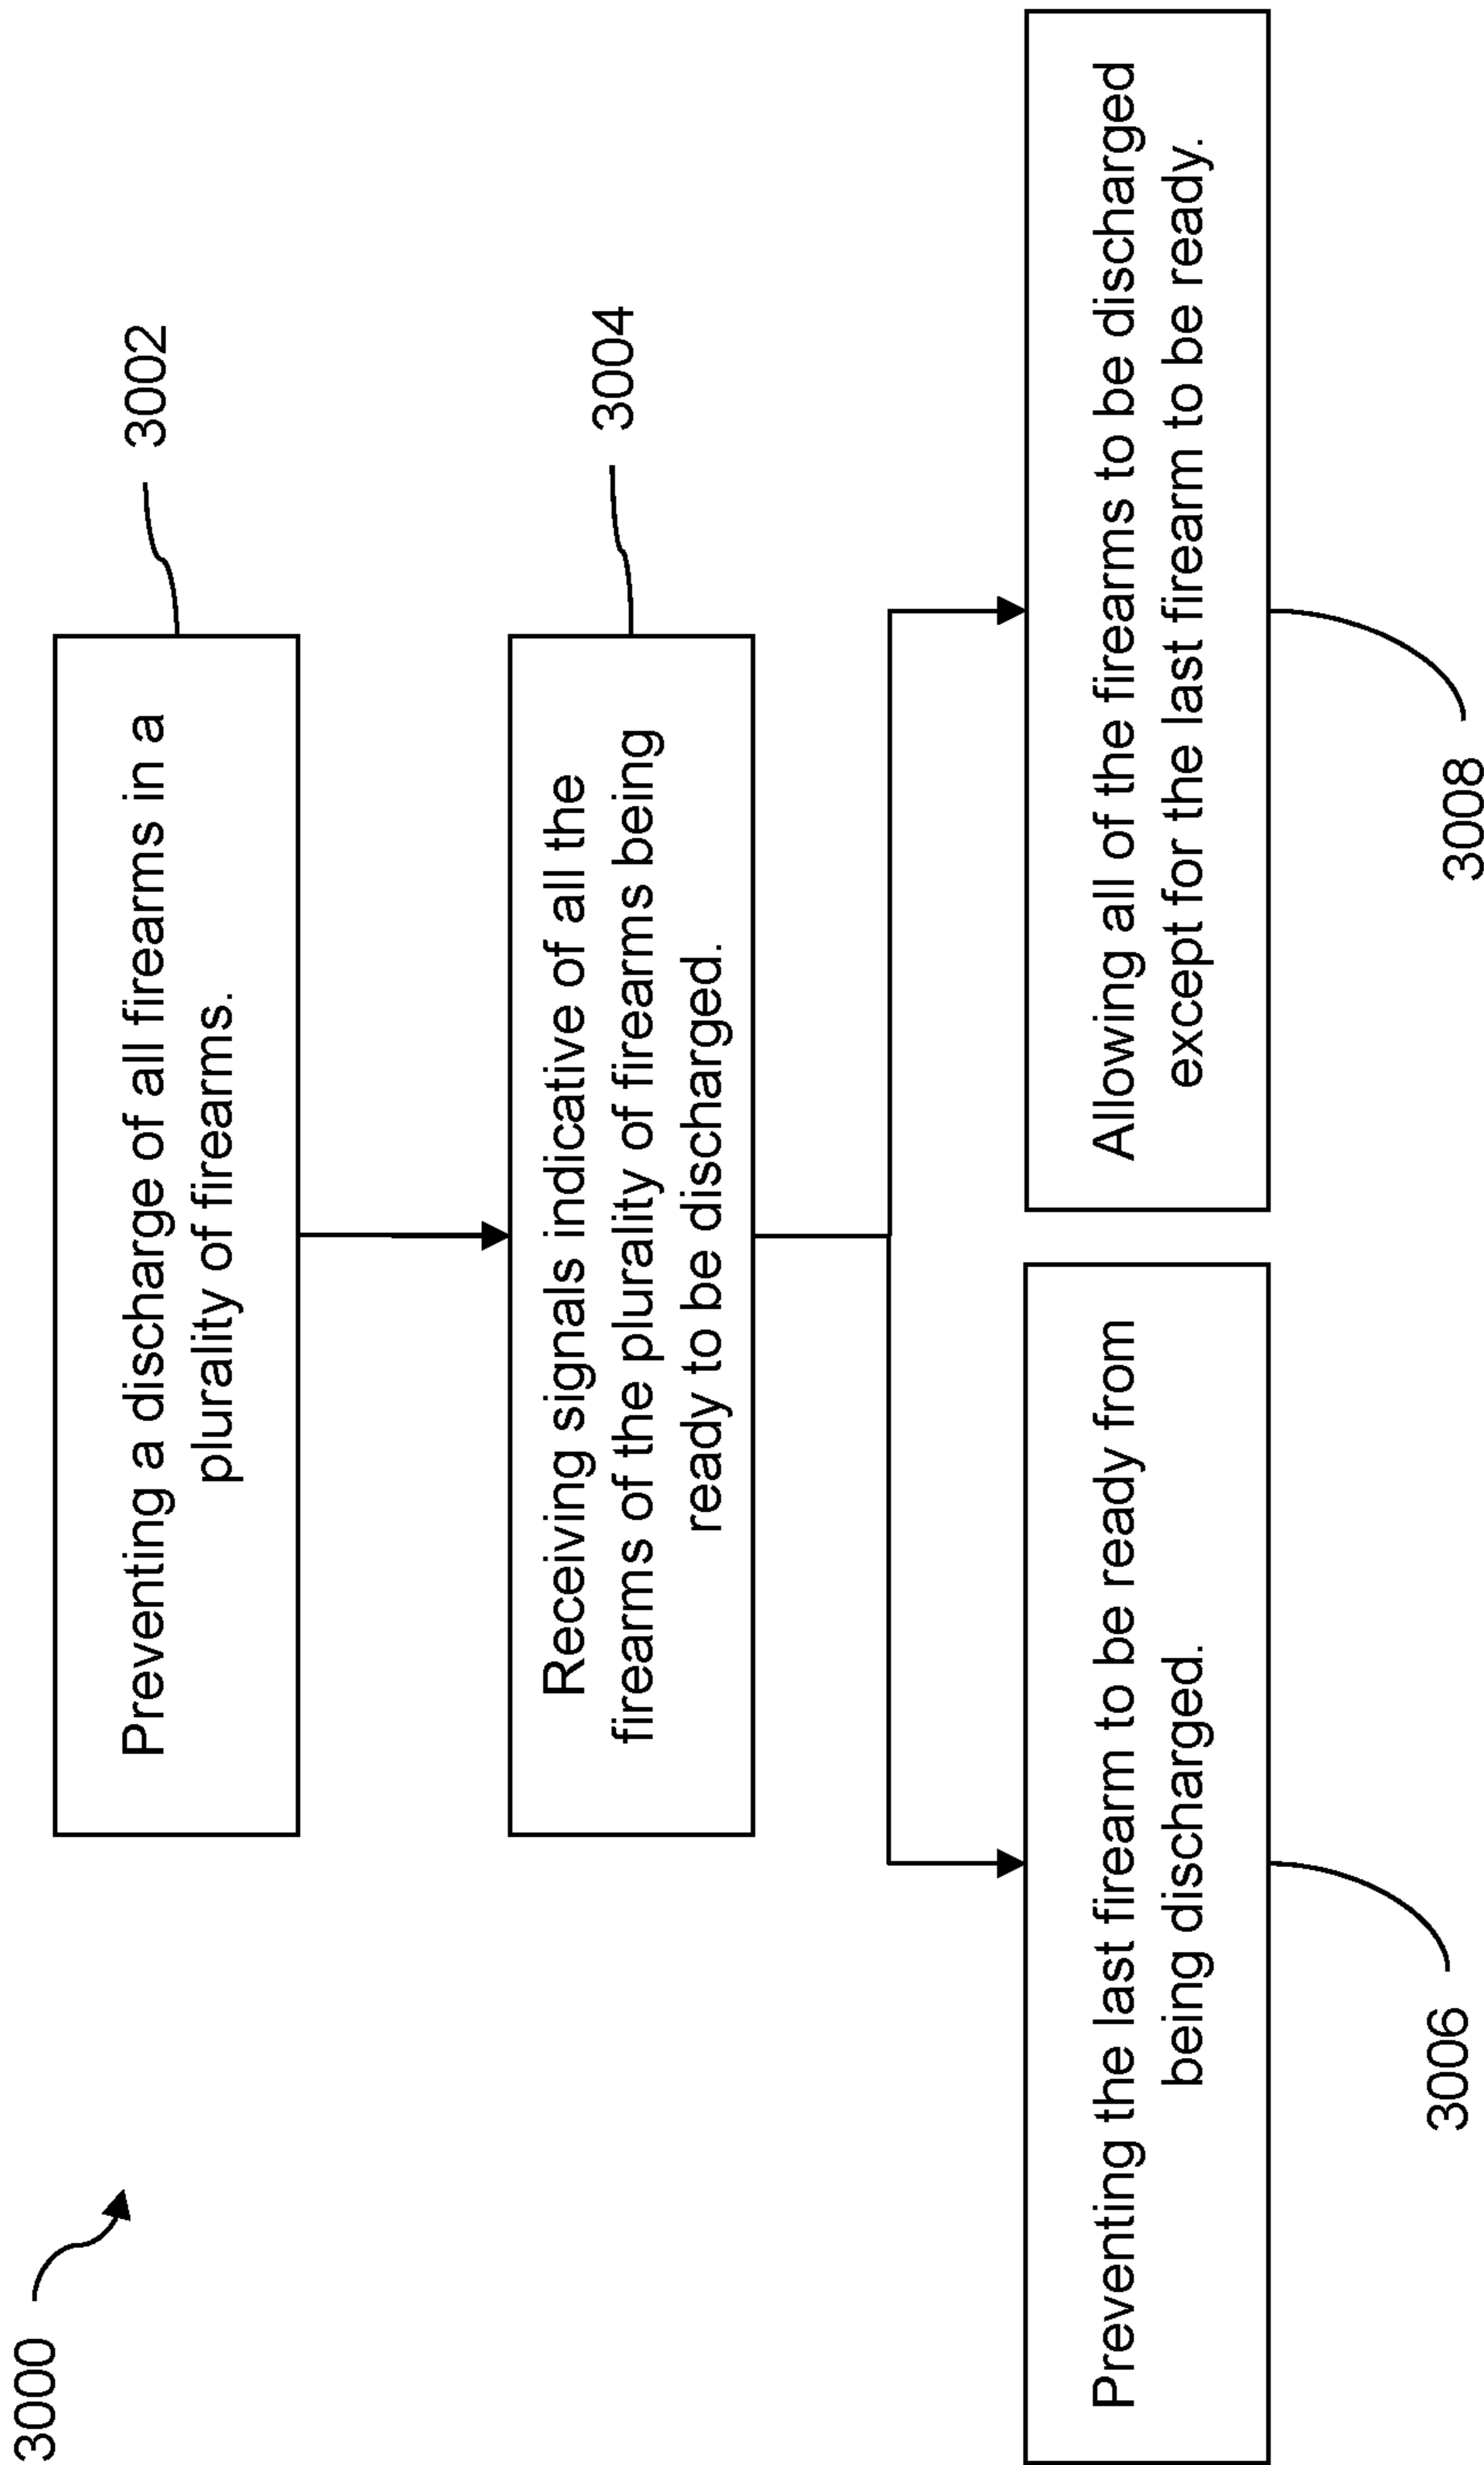 3000
Preventing a discharge of all firearms in a
plurality of firearms.
3002
Receiving signals indicative of all the
firearms of the plurality of firearms being
ready to be discharged.
3004
Preventing the last firearm to be ready from
being discharged.
3006
Allowing all of the firearms to be discharged
except for the last firearm to be ready.
3008